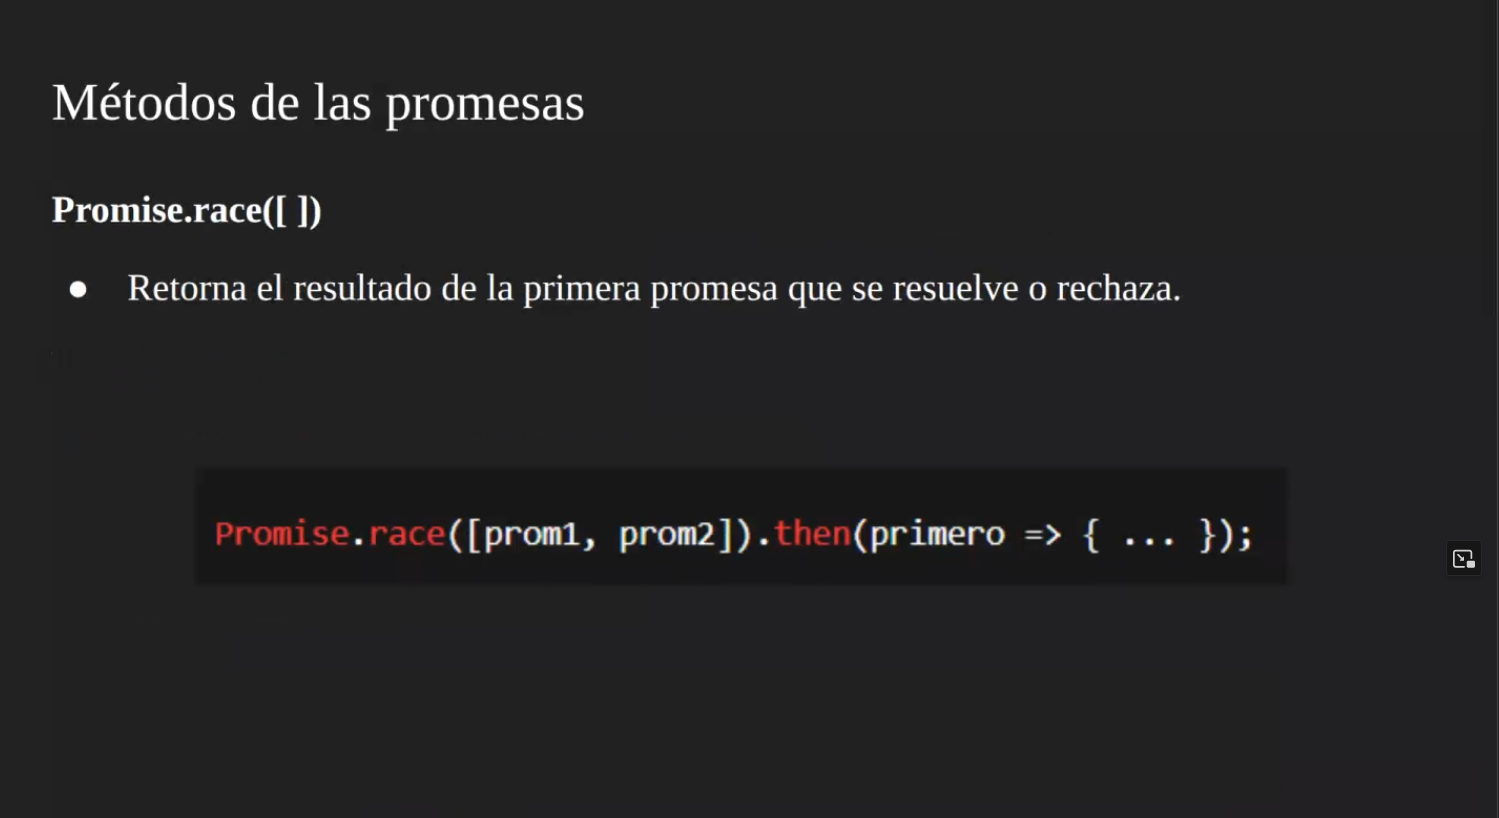 Métodos de las promesas
Promise.race([ ])
● Retorna el resultado de la primera promesa que se resuelve o rechaza.
Promise.race([prom1, prom2]).then(primero => { ... });